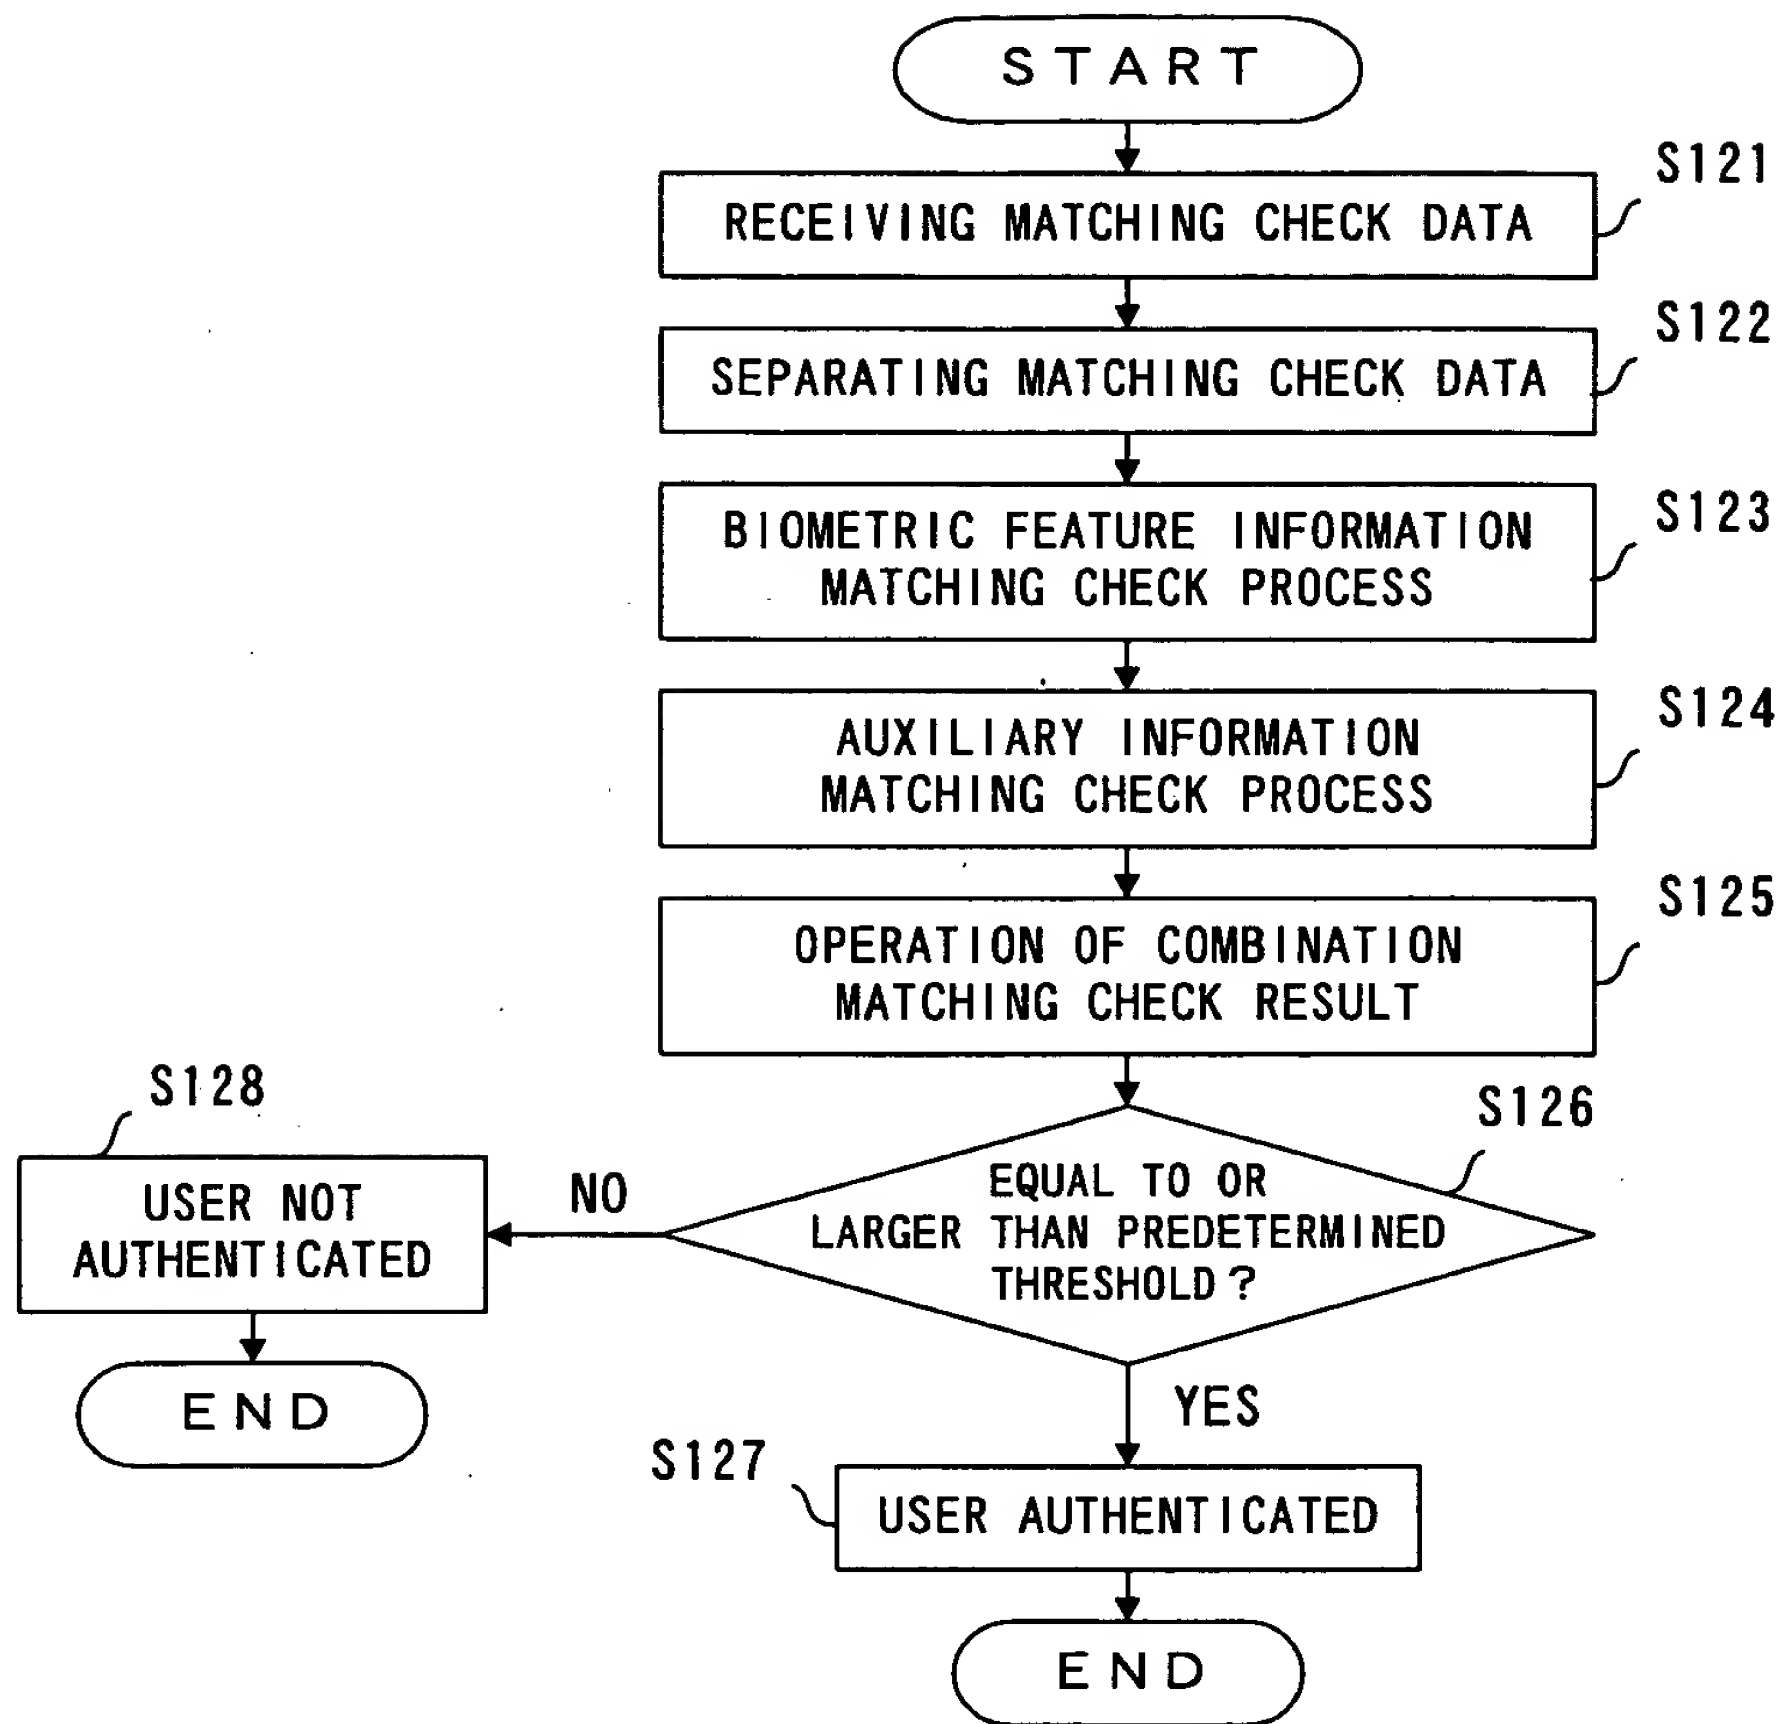 START
S121
RECEIVING MATCHING CHECK DATA
S122
SEPARATING MATCHING CHECK DATA
S123
BIOMETRIC FEATURE INFORMATION
MATCHING CHECK PROCESS
S124
AUXILIARY INFORMATION
MATCHING CHECK PROCESS
S125
OPERATION OF COMBINATION
MATCHING CHECK RESULT
S126
EQUAL TO OR
LARGER THAN PREDETERMINED
THRESHOLD?
NO
S128
USER NOT
AUTHENTICATED
END
YES
S127
USER AUTHENTICATED
END